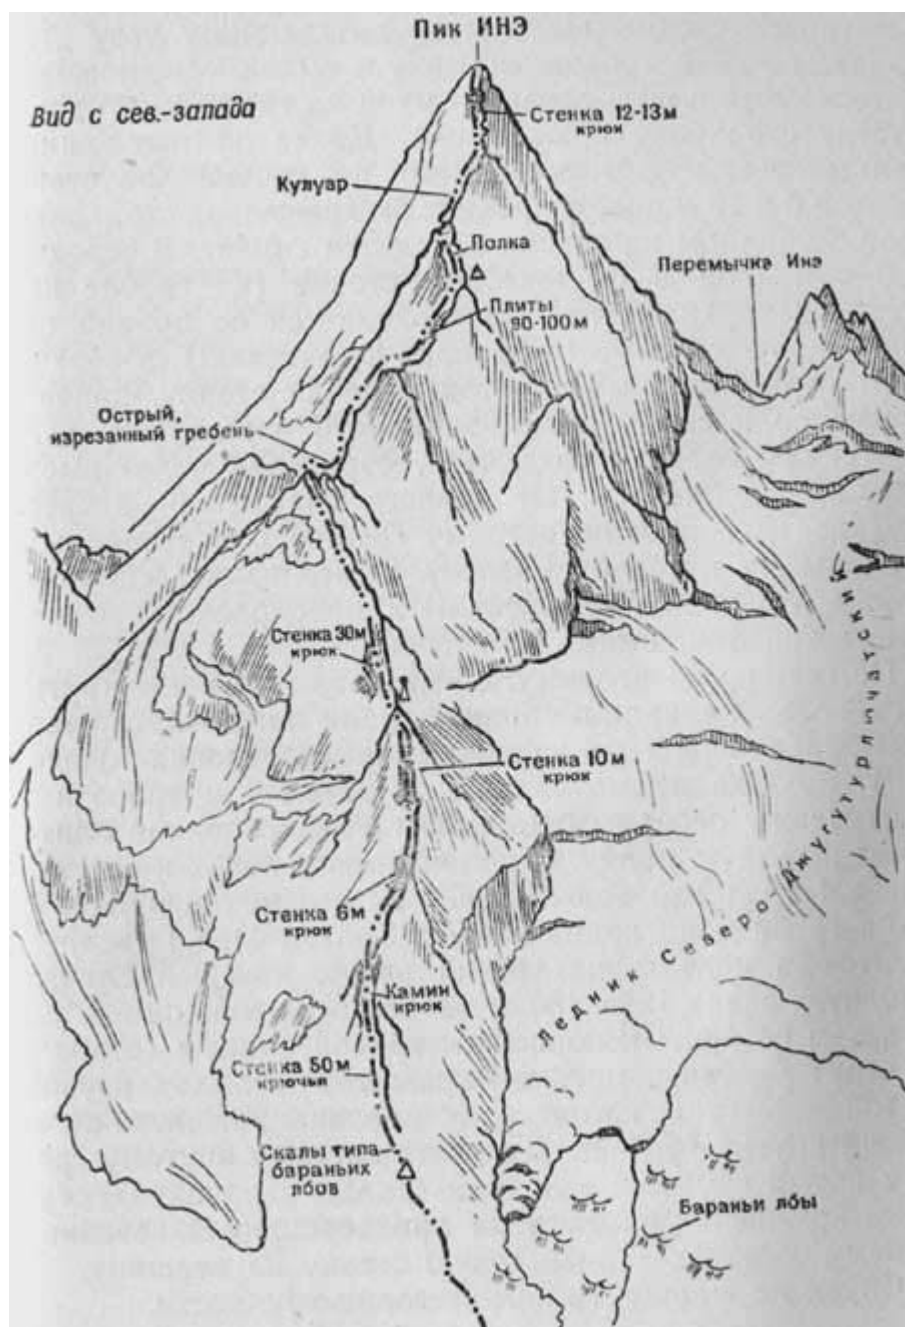 Пик ИНЭ
Вид с сев.-запада
Стенка 12-13м
крюк
Кулуар
Полка
Перемычка Инэ
Плиты
90-100м
Острый,
изрезанный гребень
Стенка 30м
крюк
Стенка 10м
крюк
Стенка 6м
крюк
Камин
крюк
Стенка 50м
крючья
Скалы типа
бараньих
лбов
Бараньи лбы
Ледник Северо-Джугутурлючатский